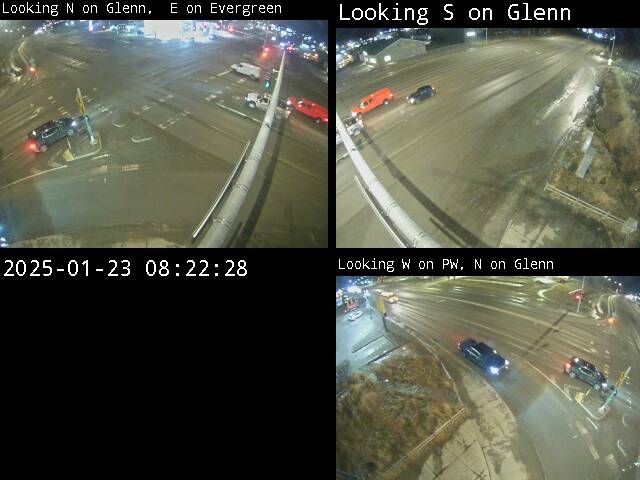 Looking N on Glenn, E on Evergreen
Looking S on Glenn
2025-01-23 08:22:28
Looking W on PW, N on Glenn